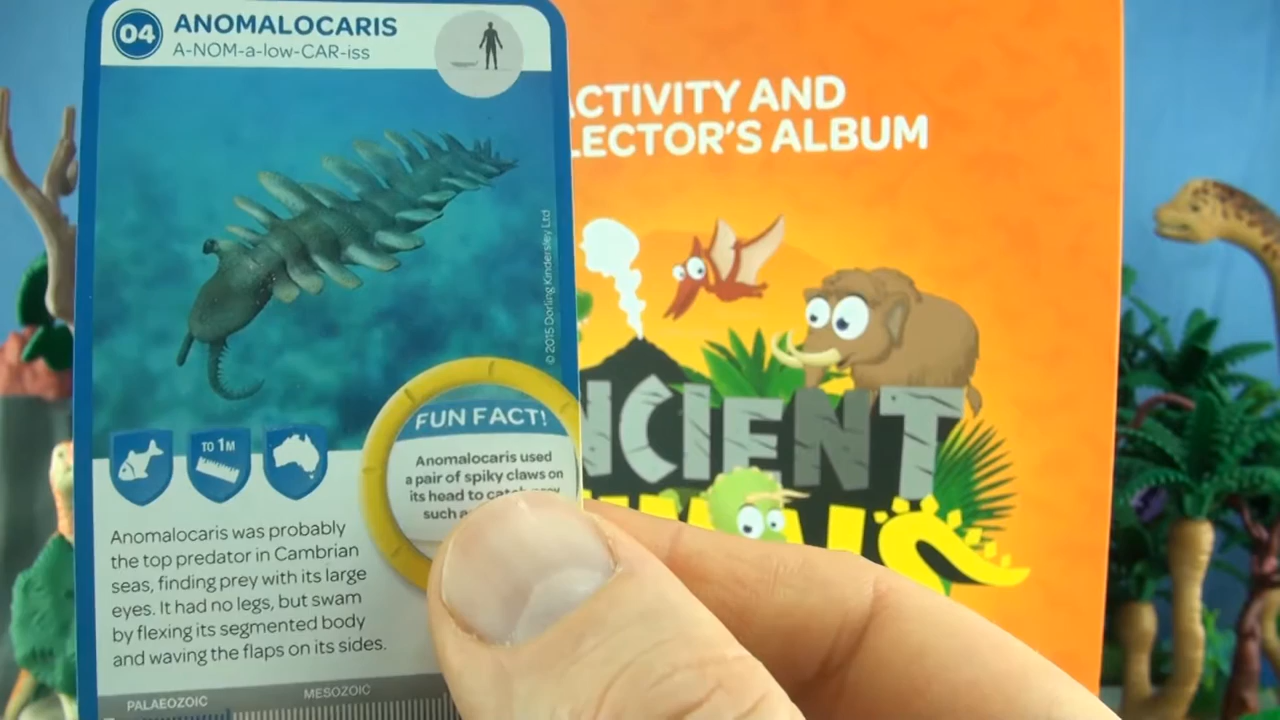 04
ANOMALOCARIS
A-NOM-a-low-CAR-iss
© 2015 Dorling Kindersley Ltd
TO 1M
FUN FACT!
Anomalocaris used
a pair of spiky claws on
its head to catch prey
such
Anomalocaris was probably
the top predator in Cambrian
seas, finding prey with its large
eyes. It had no legs, but swam
by flexing its segmented body
and waving the flaps on its sides.
PALAEOZOIC
MESOZOIC
ACTIVITY AND
LECTOR'S ALBUM
NCIENT